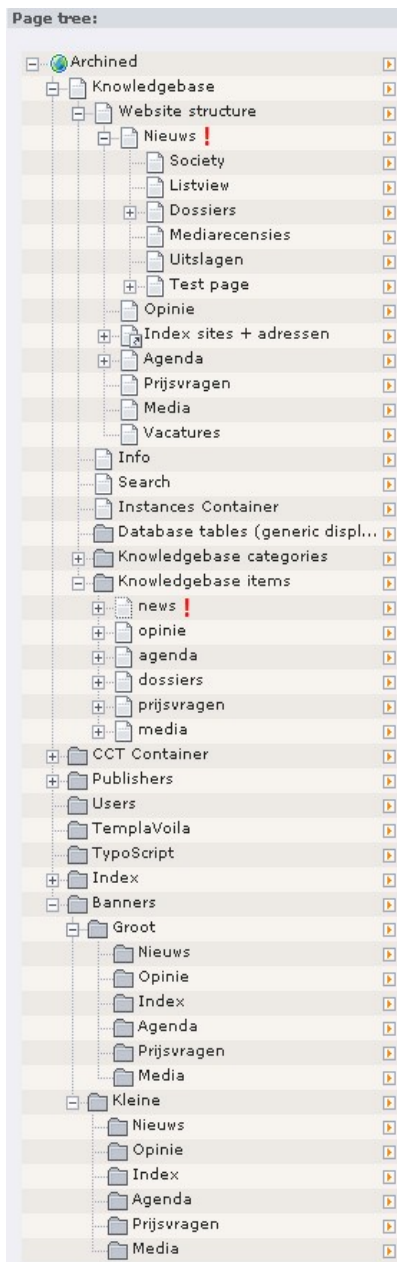 Page tree:
Archined
Knowledgebase
Website structure
Nieuws !
Society
Listview
Dossiers
Mediarecensies
Uitslagen
Test page
Opinie
Index sites + adressen
Agenda
Prijsvragen
Media
Vacatures
Info
Search
Instances Container
Database tables (generic displ...
Knowledgebase categories
Knowledgebase items
news !
opinie
agenda
dossiers
prijsvragen
media
CCT Container
Publishers
Users
TemplaVoila
TypoScript
Index
Banners
Groot
Nieuws
Opinie
Index
Agenda
Prijsvragen
Media
Kleine
Nieuws
Opinie
Index
Agenda
Prijsvragen
Media